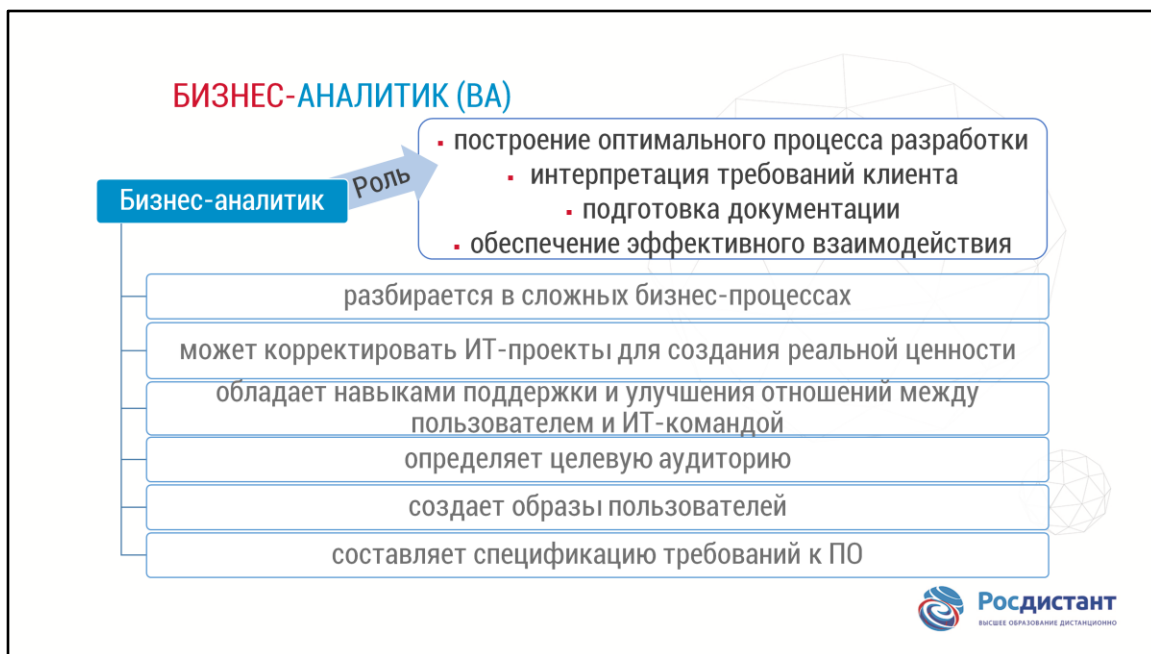 БИЗНЕС-АНАЛИТИК (BA)
Бизнес-аналитик
Роль
▪ построение оптимального процесса разработки
▪ интерпретация требований клиента
▪ подготовка документации
▪ обеспечение эффективного взаимодействия
разбирается в сложных бизнес-процессах
может корректировать ИТ-проекты для создания реальной ценности
обладает навыками поддержки и улучшения отношений между
пользователем и ИТ-командой
определяет целевую аудиторию
создает образы пользователей
составляет спецификацию требований к ПО
Росдистант
ВЫСШЕЕ ОБРАЗОВАНИЕ ДИСТАНЦИОННО